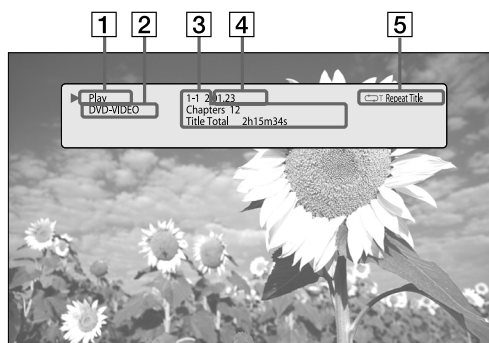 1 2 3 4 5
Play 1-1 2.01.23 T Repeat Title
DVD-VIDEO Chapters 12
Title Total 2h15m34s